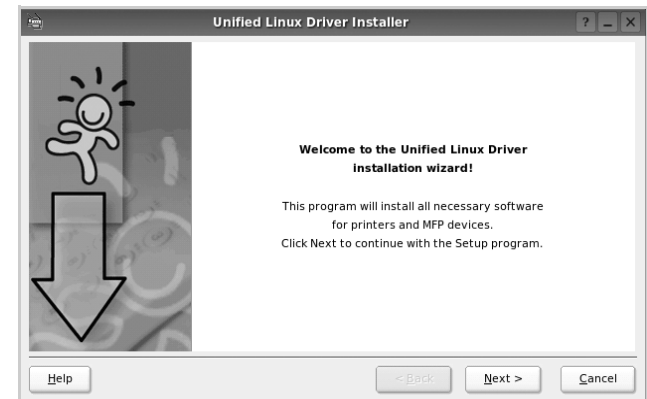 Unified Linux Driver Installer
Welcome to the Unified Linux Driver
installation wizard!
This program will install all necessary software
for printers and MFP devices.
Click Next to continue with the Setup program.
Help
< Back
Next >
Cancel